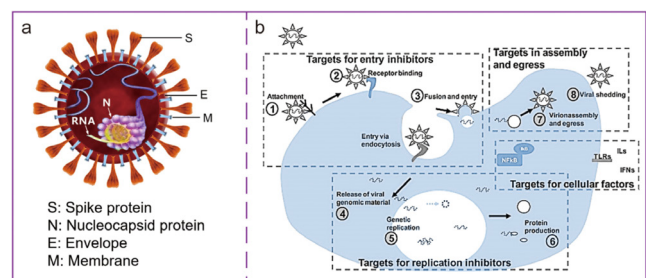 a
S
E
N
RNA
M
S: Spike protein
N: Nucleocapsid protein
E: Envelope
M: Membrane
b
Targets for entry inhibitors
Attachment
1
2
Receptor binding
3
Fusion and entry
Entry via
endocytosis
Targets in assembly
and egress
8
Viral shedding
Virionassembly
7
and egress
NFκB
TLRs
ILs
IFNs
Targets for cellular factors
Release of viral
genomic material
4
Genetic
replication
5
Protein
production
6
Targets for replication inhibitors